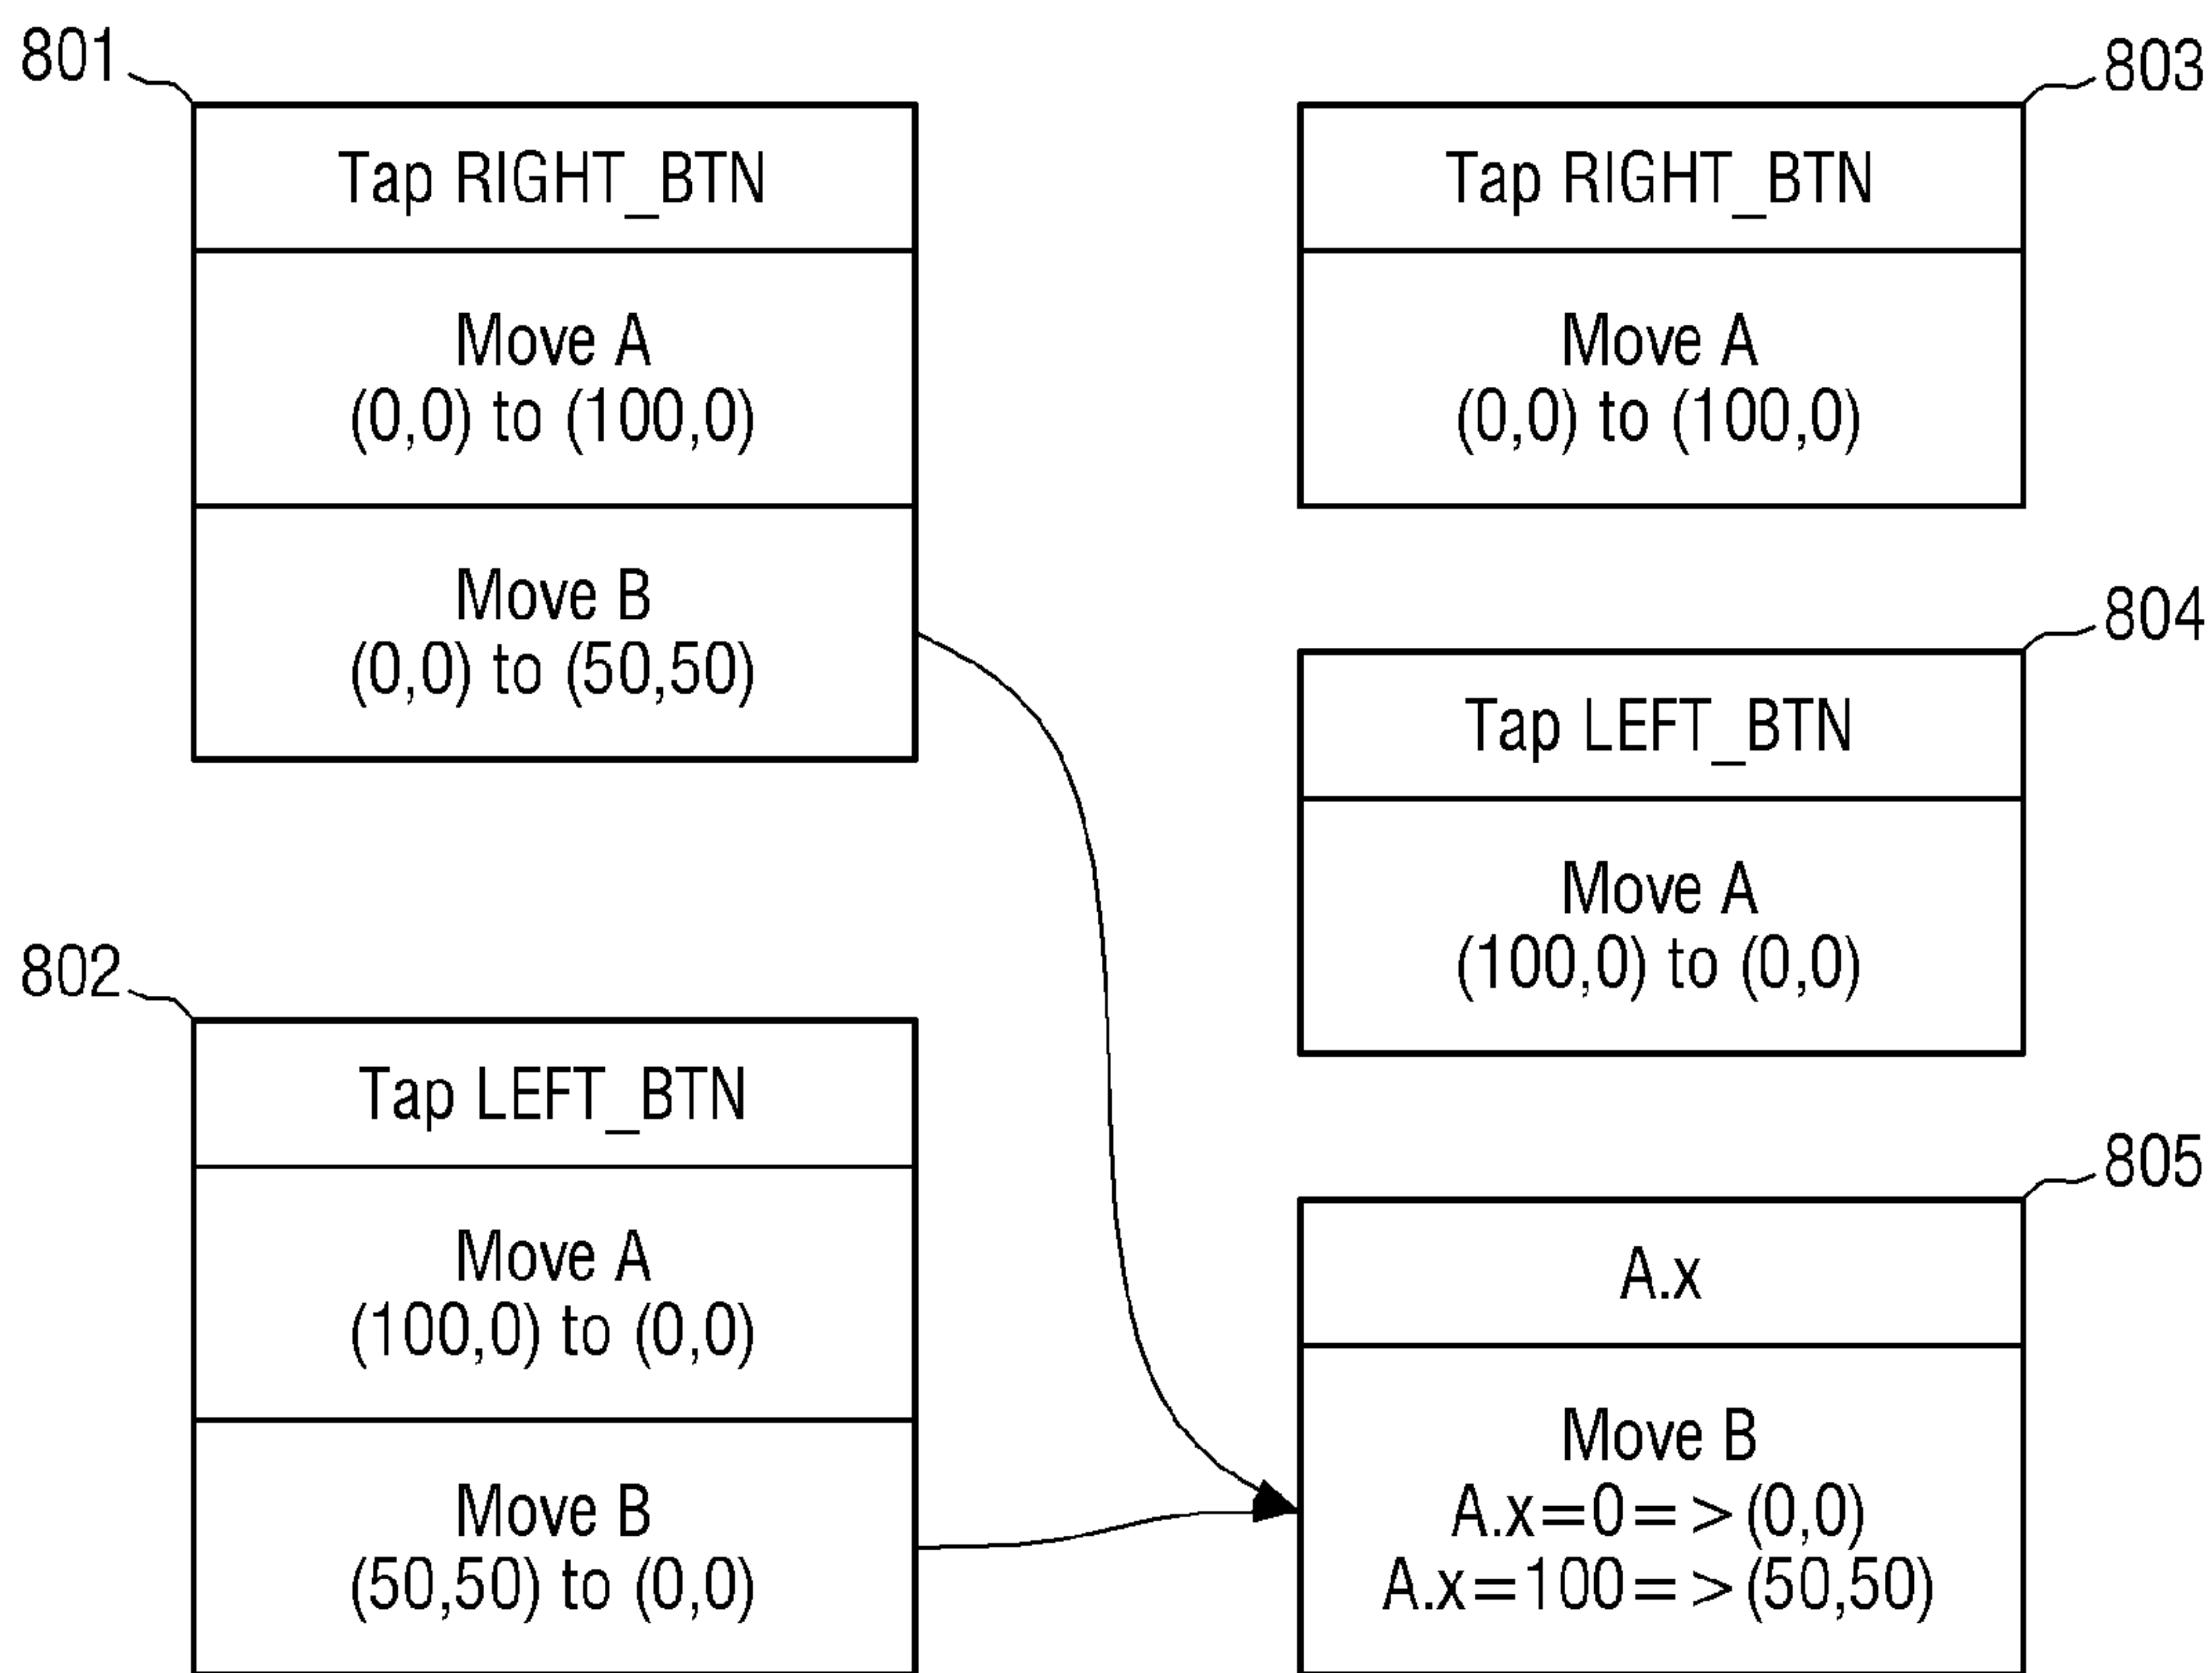 801
Tap RIGHT_BTN
Move A
(0,0) to (100,0)
Move B
(0,0) to (50,50)
802
Tap LEFT_BTN
Move A
(100,0) to (0,0)
Move B
(50,50) to (0,0)
803
Tap RIGHT_BTN
Move A
(0,0) to (100,0)
804
Tap LEFT_BTN
Move A
(100,0) to (0,0)
805
A.x
Move B
A.x=0=>(0,0)
A.x=100=>(50,50)